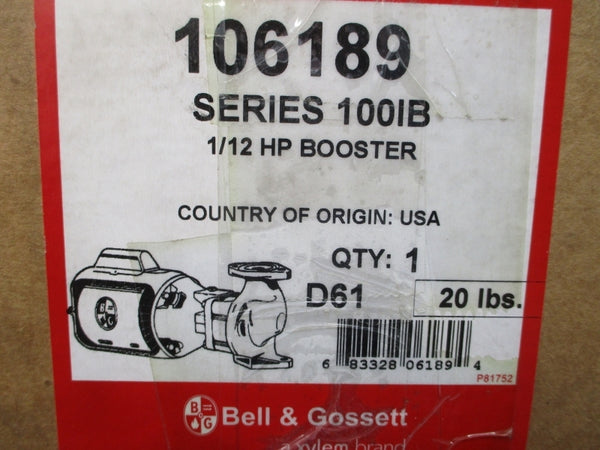 106189
SERIES 100IB
1/12 HP BOOSTER
COUNTRY OF ORIGIN: USA
QTY: 1
D61 20 lbs.
B&G
6 83328 06189 4
P81752
B&G Bell & Gossett
a xylem brand